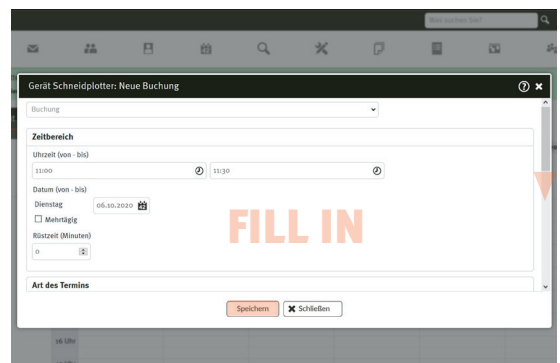 Was suchen Sie?
Gerät Schneidplotter: Neue Buchung
Buchung
Zeitbereich
Uhrzeit (von - bis)
11:00
11:30
Datum (von - bis)
Dienstag
06.10.2020
Mehrtägig
FILL IN
Rüstzeit (Minuten)
0
Art des Termins
Speichern
Schließen
16 Uhr